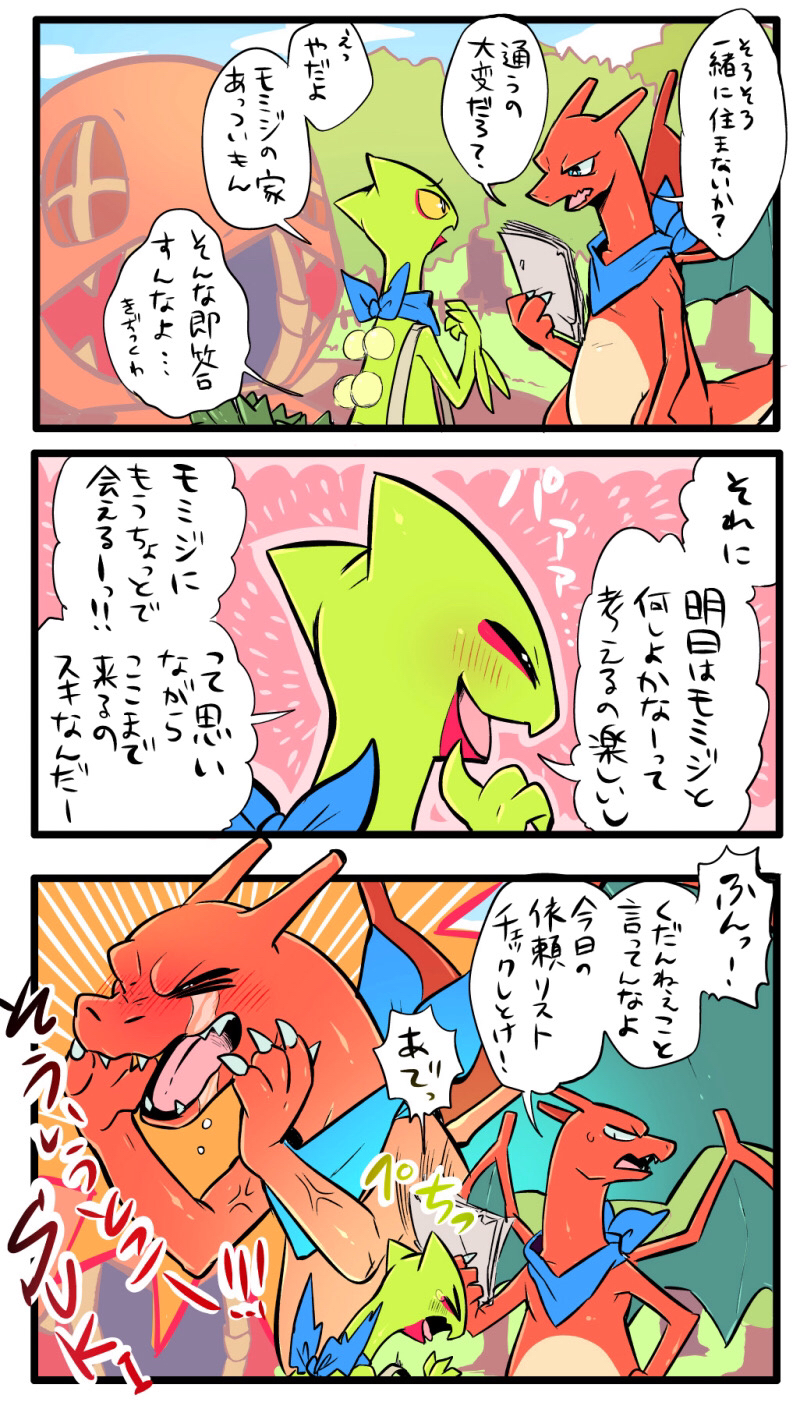 そろそろ
一緒に住まないか？
通うの
大変だろ？
えっ
やだよ
モミジの家
あっついもん
そんな即答
すんなよ…
きずつくわ
それに
明日はモミジと
何しよかなーって
考えるの楽しいし
パァァァ…
モミジに
もうちょっとで
会えるーっ!!
って思い
ながら
ここまで
来るの
スキなんだー
ふんっ！
くだんねぇこと
言ってんなよ
今日の
依頼リスト
チェックしとけ！
あでっ
ぺちっ
そういうとこー!!!
SUKI